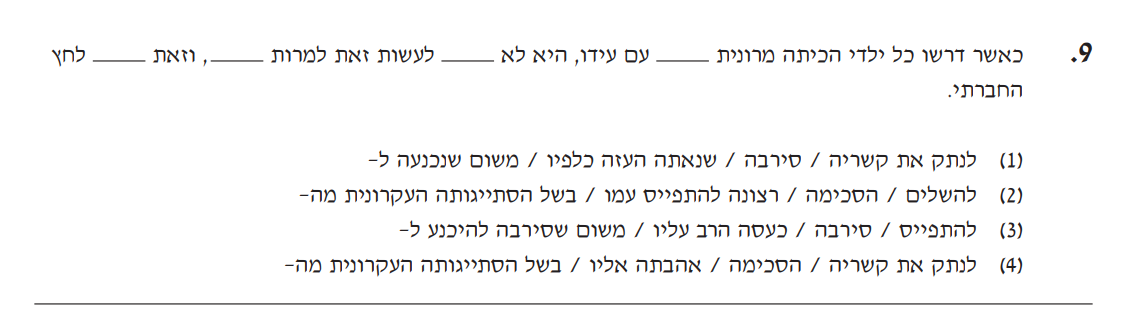 9. כאשר דרשו כל ילדי הכיתה מרונית _____ עם עידו, היא לא _____ לעשות זאת למרות _____, וזאת _____ לחץ
החברתי.
(1) לנתק את קשריה / סירבה / שנאתה העזה כלפיו / משום שנכנעה ל-
(2) להשלים / הסכימה / רצונה להתפייס עמו / בשל הסתייגותה העקרונית מה-
(3) להתפייס / סירבה / כעסה הרב עליו / משום שסירבה להיכנע ל-
(4) לנתק את קשריה / הסכימה / אהבתה אליו / בשל הסתייגותה העקרונית מה-